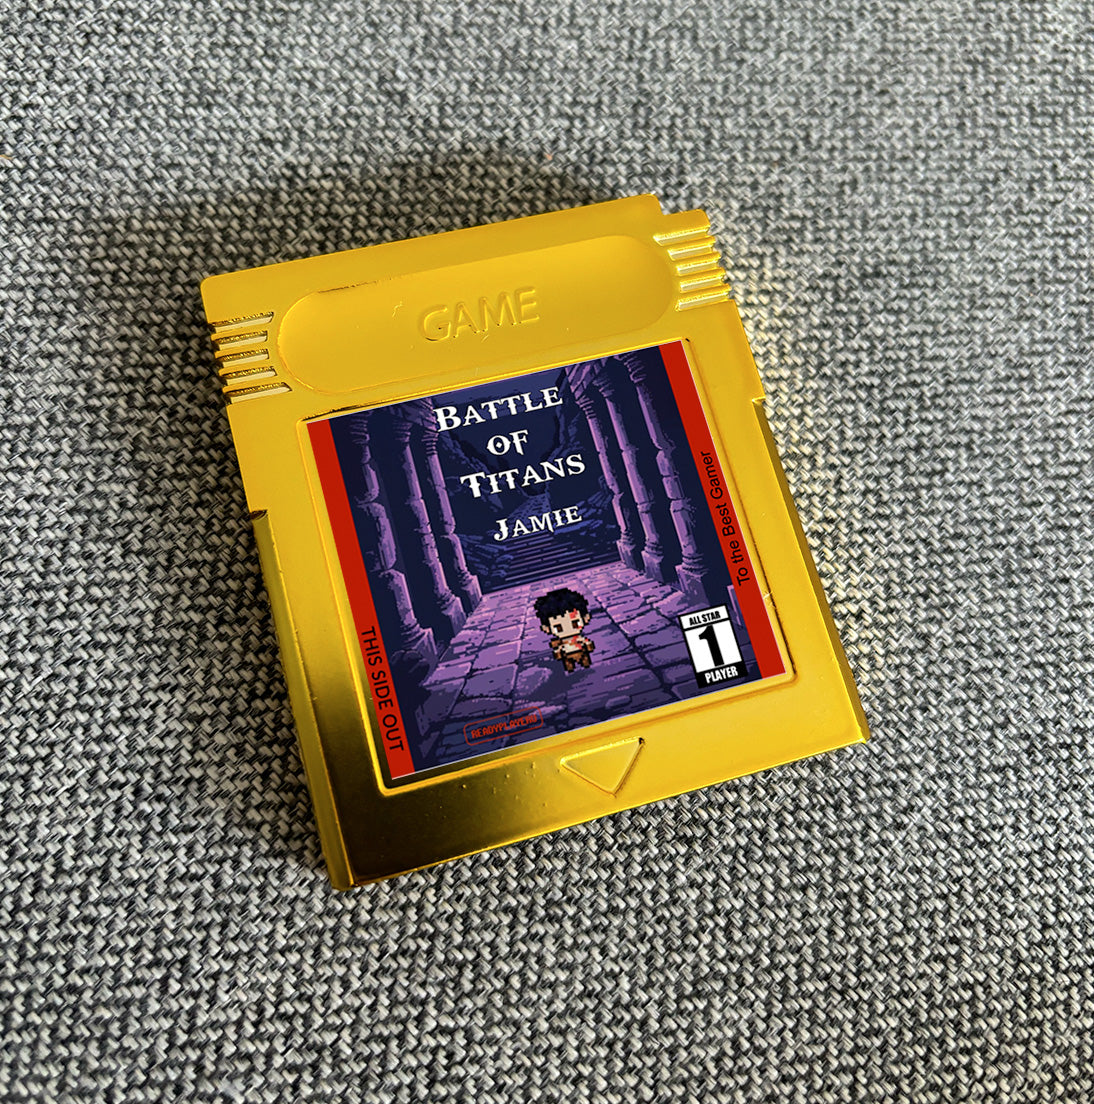 GAME
BATTLE
OF
TITANS
JAMIE
To the Best Gamer
ALL STAR
1
PLAYER
THIS SIDE OUT